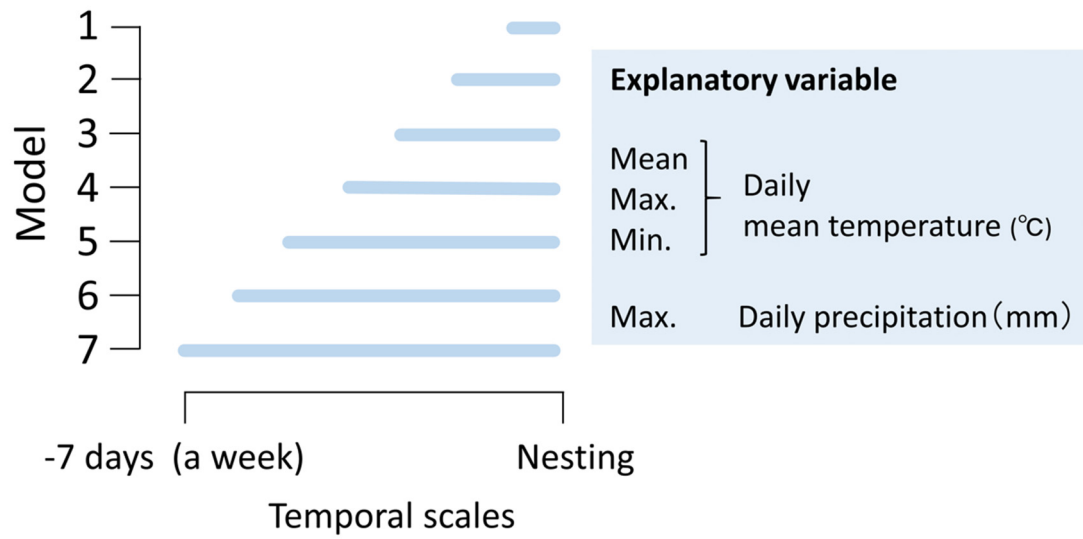 Model
1
2
3
4
5
6
7
-7 days (a week)
Nesting
Temporal scales
Explanatory variable
Mean
Max.
Min.
Daily
mean temperature (℃)
Max. Daily precipitation（mm）